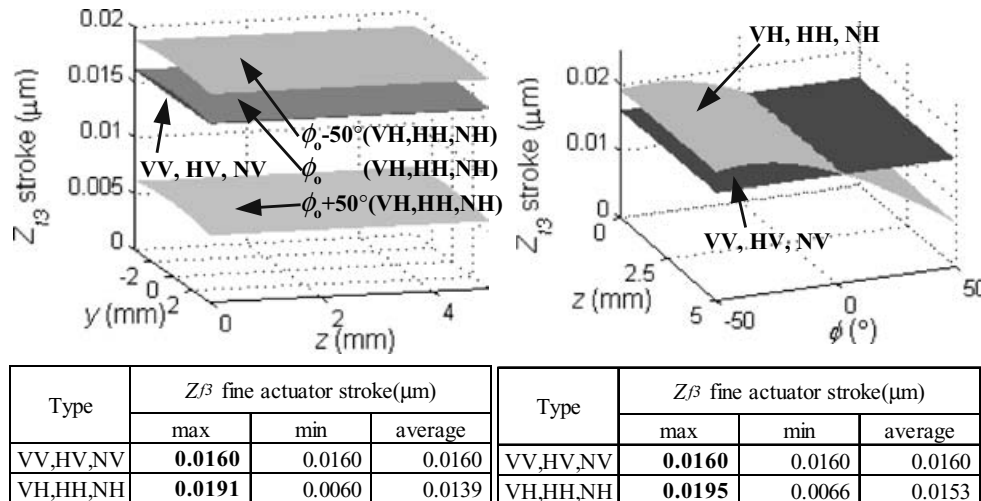 0.02
0.015
0.01
0.005
0
Z13 stroke (μm)
VV, HV, NV
ϕo-50°(VH,HH,NH)
ϕo (VH,HH,NH)
ϕo+50°(VH,HH,NH)
-2
0
2
y (mm)
0
2
4
z (mm)
VH, HH, NH
0.02
0.01
0
Z13 stroke (μm)
VV, HV, NV
0
2.5
5
z (mm)
-50
0
50
ϕ (°)
Type
Zf3 fine actuator stroke(μm)
max min average
VV,HV,NV 0.0160 0.0160 0.0160
VH,HH,NH 0.0191 0.0060 0.0139
Type
Zf3 fine actuator stroke(μm)
max min average
VV,HV,NV 0.0160 0.0160 0.0160
VH,HH,NH 0.0195 0.0066 0.0153